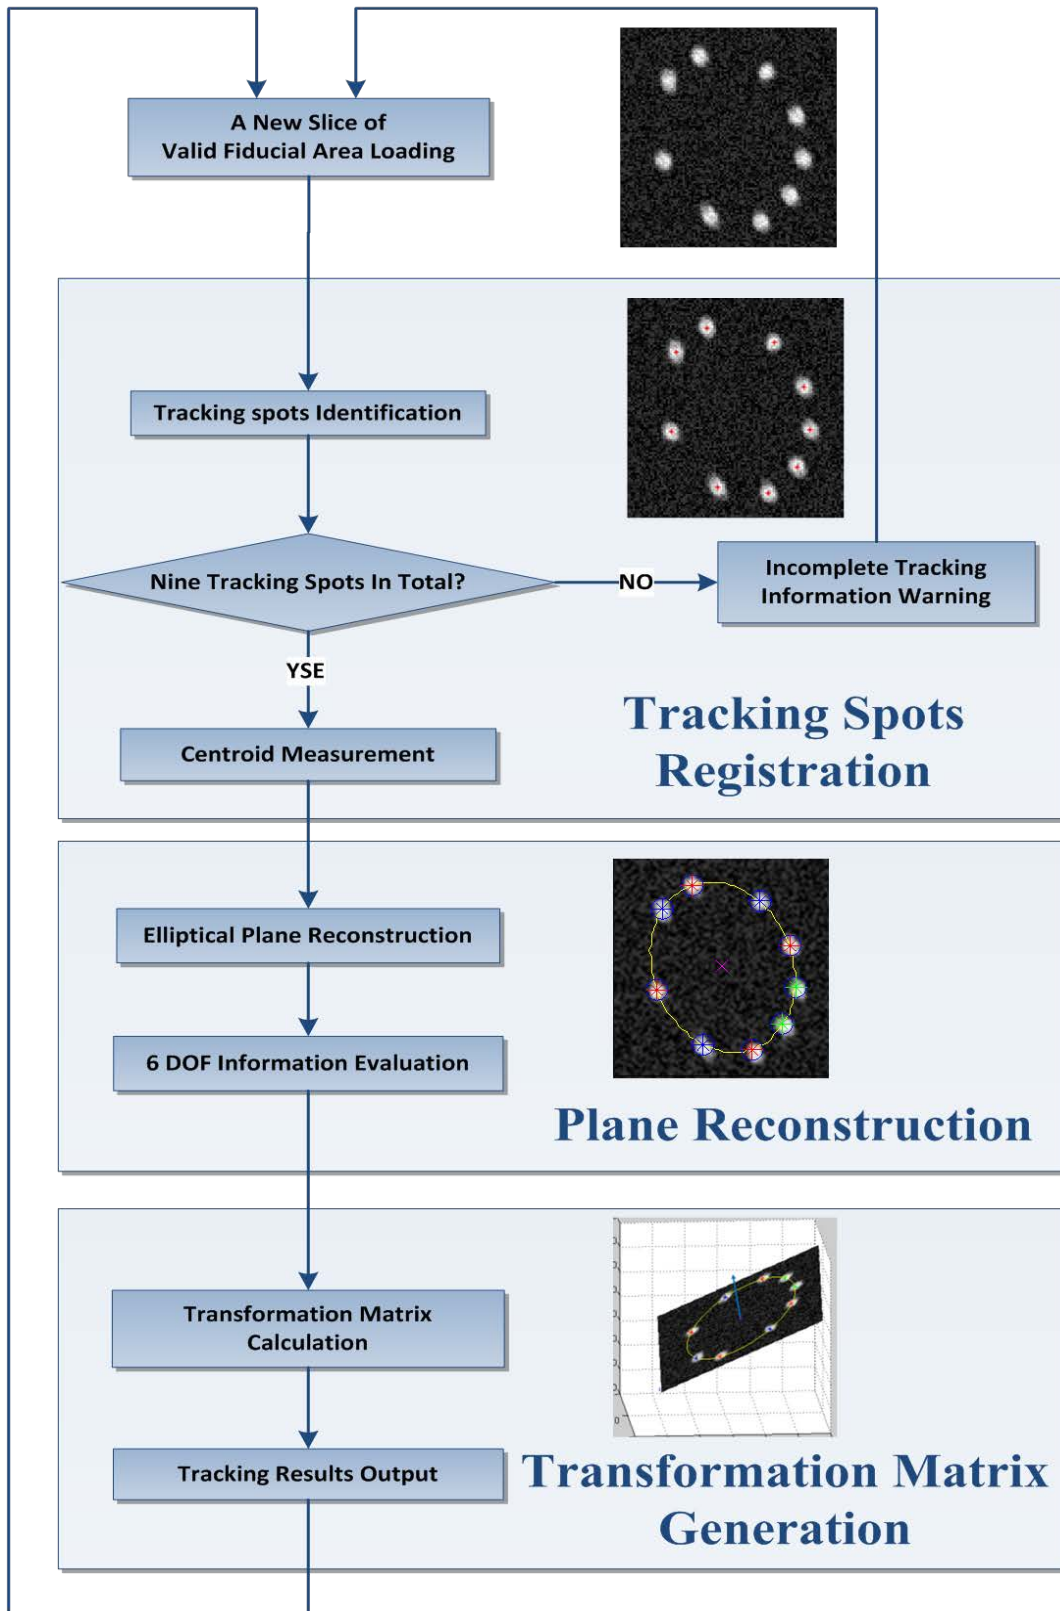 A New Slice of
Valid Fiducial Area Loading
Tracking spots Identification
Nine Tracking Spots In Total?
NO
Incomplete Tracking
Information Warning
YSE
Centroid Measurement
Tracking Spots
Registration
Elliptical Plane Reconstruction
6 DOF Information Evaluation
Plane Reconstruction
Transformation Matrix
Calculation
Tracking Results Output
Transformation Matrix
Generation